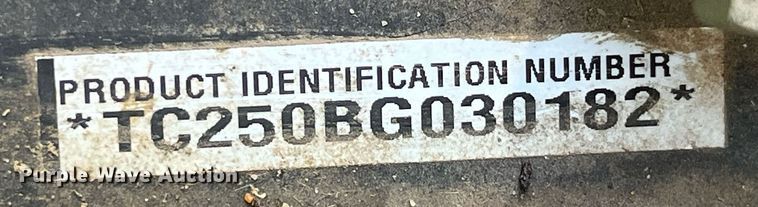 PRODUCT IDENTIFICATION NUMBER
*TC250BG030182*
Purple Wave Auction